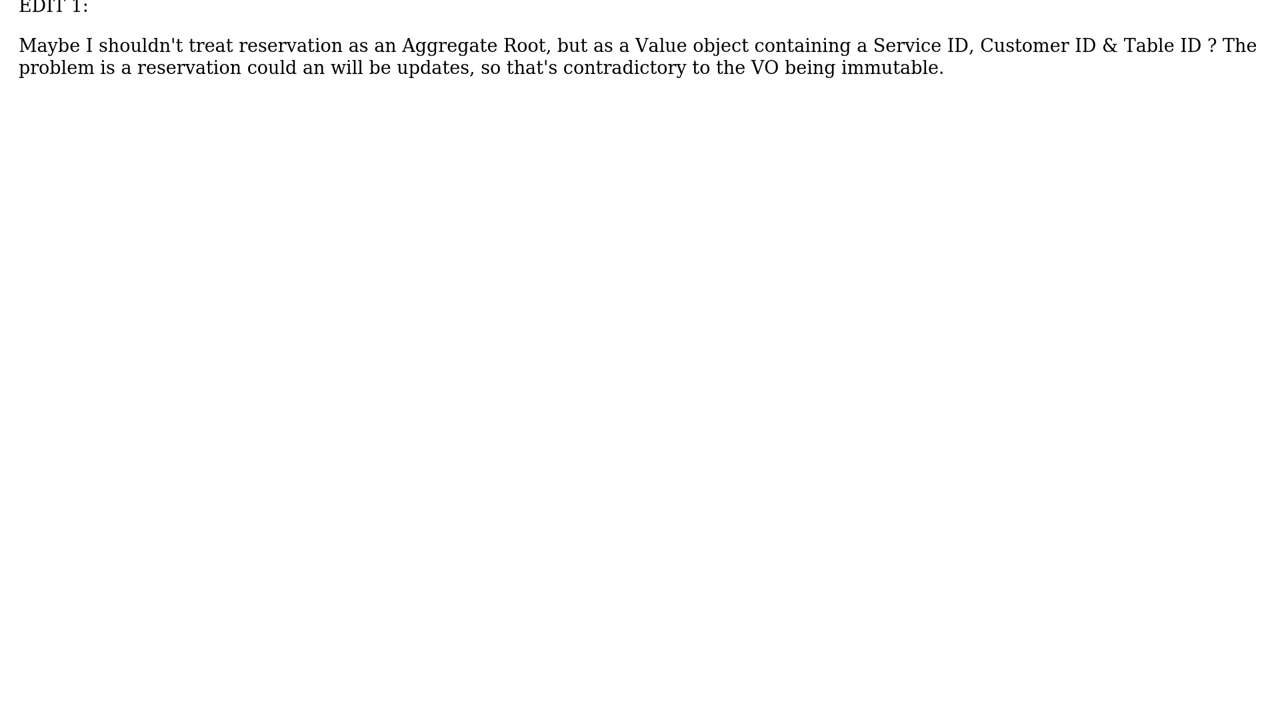 EDIT 1:
Maybe I shouldn't treat reservation as an Aggregate Root, but as a Value object containing a Service ID, Customer ID & Table ID ? The
problem is a reservation could an will be updates, so that's contradictory to the VO being immutable.